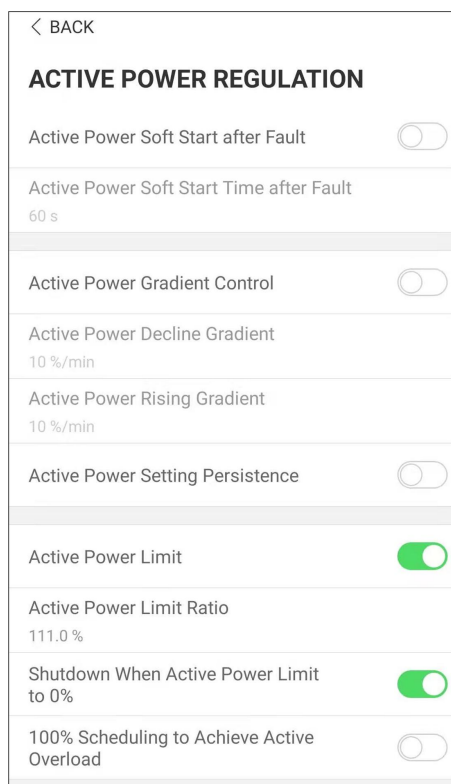 < BACK
ACTIVE POWER REGULATION
Active Power Soft Start after Fault
Active Power Soft Start Time after Fault
60 s
Active Power Gradient Control
Active Power Decline Gradient
10 %/min
Active Power Rising Gradient
10 %/min
Active Power Setting Persistence
Active Power Limit
Active Power Limit Ratio
111.0 %
Shutdown When Active Power Limit
to 0%
100% Scheduling to Achieve Active
Overload